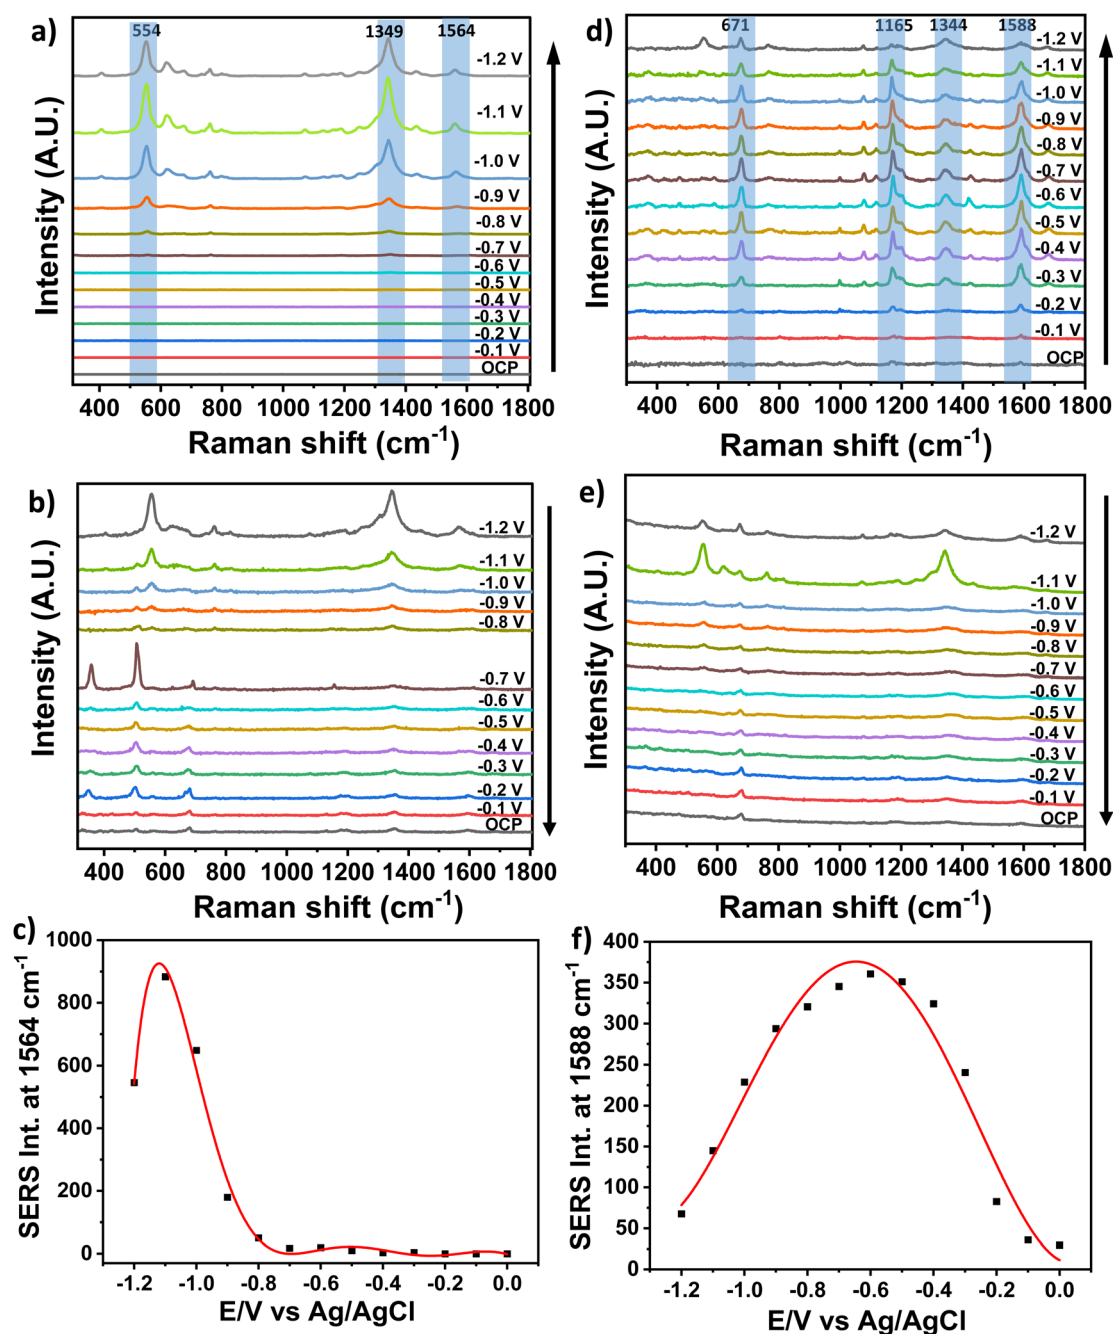 a)
554
1349
1564
-1.2 V
-1.1 V
-1.0 V
-0.9 V
-0.8 V
-0.7 V
-0.6 V
-0.5 V
-0.4 V
-0.3 V
-0.2 V
-0.1 V
OCP
Intensity (A.U.)
400 600 800 1000 1200 1400 1600 1800
Raman shift (cm⁻¹)
d)
671
1165
1344
1588
-1.2 V
-1.1 V
-1.0 V
-0.9 V
-0.8 V
-0.7 V
-0.6 V
-0.5 V
-0.4 V
-0.3 V
-0.2 V
-0.1 V
OCP
Intensity (A.U.)
400 600 800 1000 1200 1400 1600 1800
Raman shift (cm⁻¹)
b)
-1.2 V
-1.1 V
-1.0 V
-0.9 V
-0.8 V
-0.7 V
-0.6 V
-0.5 V
-0.4 V
-0.3 V
-0.2 V
-0.1 V
OCP
Intensity (A.U.)
400 600 800 1000 1200 1400 1600 1800
Raman shift (cm⁻¹)
e)
-1.2 V
-1.1 V
-1.0 V
-0.9 V
-0.8 V
-0.7 V
-0.6 V
-0.5 V
-0.4 V
-0.3 V
-0.2 V
-0.1 V
OCP
Intensity (A.U.)
400 600 800 1000 1200 1400 1600 1800
Raman shift (cm⁻¹)
c)
1000
800
600
400
200
0
SERS Int. at 1564 cm⁻¹
-1.2 -1.0 -0.8 -0.6 -0.4 -0.2 0.0
E/V vs Ag/AgCl
f)
400
350
300
250
200
150
100
50
0
SERS Int. at 1588 cm⁻¹
-1.2 -1.0 -0.8 -0.6 -0.4 -0.2 0.0
E/V vs Ag/AgCl